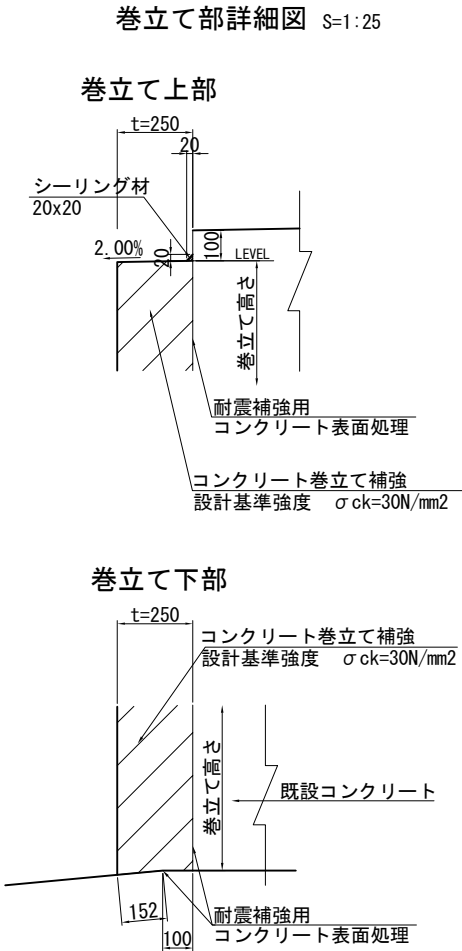 巻立て部詳細図 S=1:25
巻立て上部
t=250
20
シーリング材
20x20
2.00%
20
100
LEVEL
巻立て高さ
耐震補強用
コンクリート表面処理
コンクリート巻立て補強
設計基準強度 σck=30N/mm2
巻立て下部
t=250
コンクリート巻立て補強
設計基準強度 σck=30N/mm2
巻立て高さ
既設コンクリート
152
100
耐震補強用
コンクリート表面処理